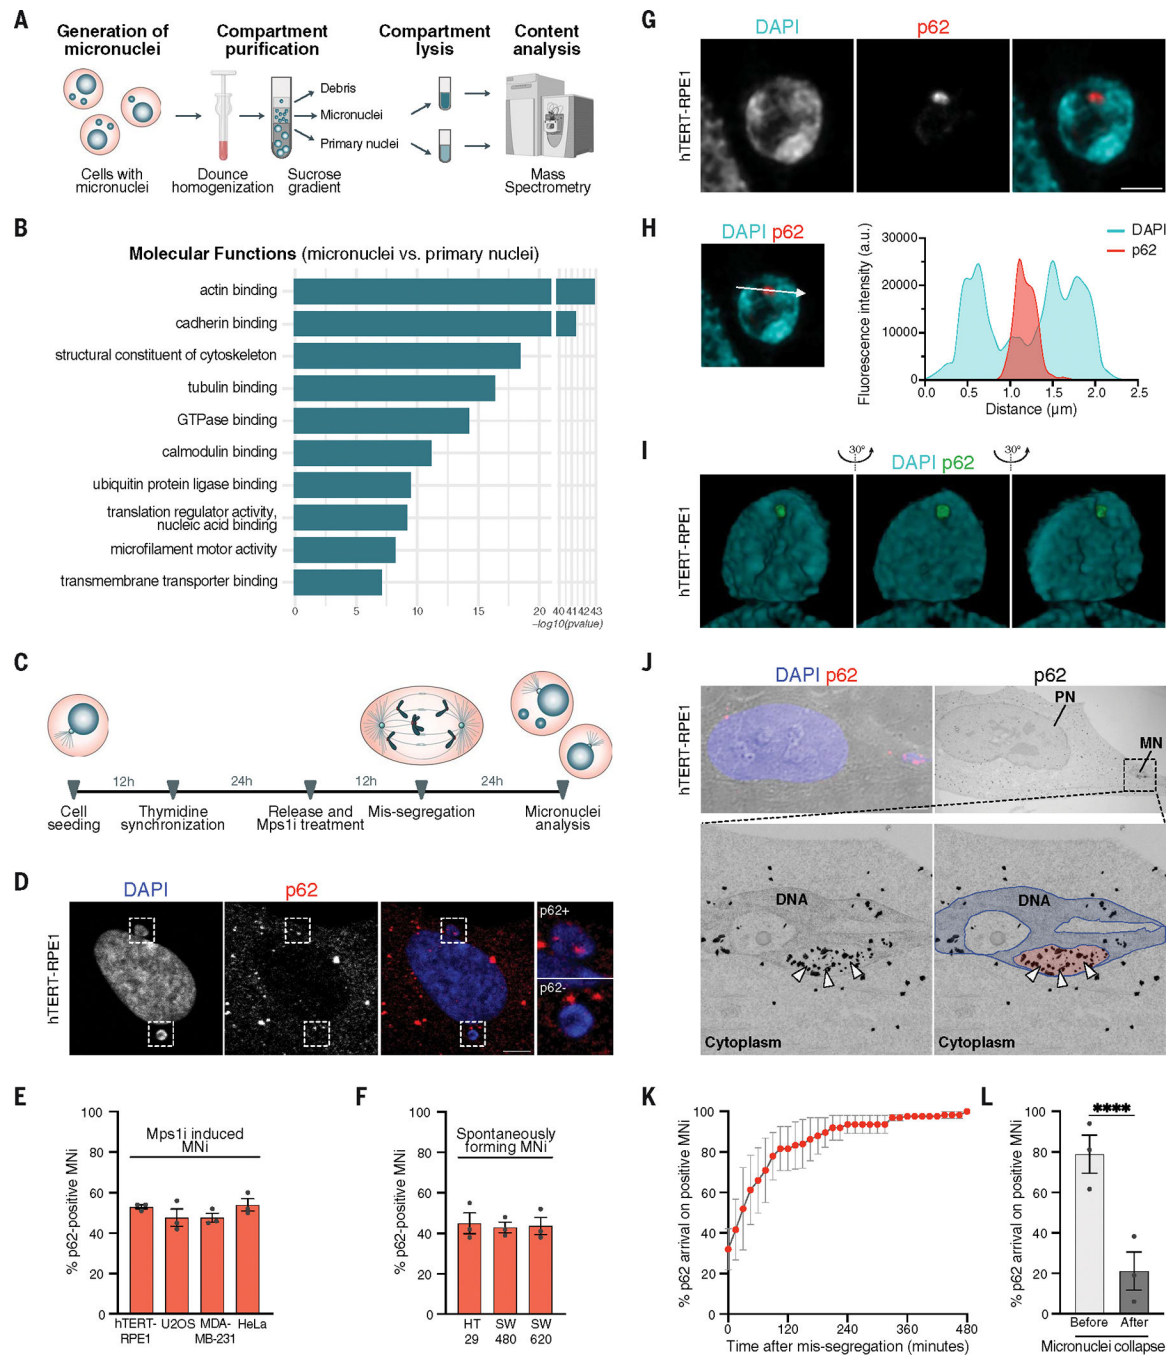 A
Generation of
micronuclei
Compartment
purification
Compartment
lysis
Content
analysis
Debris
Micronuclei
Primary nuclei
Cells with
micronuclei
Dounce
homogenization
Sucrose
gradient
Mass
Spectrometry
B
Molecular Functions (micronuclei vs. primary nuclei)
actin binding
cadherin binding
structural constituent of cytoskeleton
tubulin binding
GTPase binding
calmodulin binding
ubiquitin protein ligase binding
translation regulator activity,
nucleic acid binding
microfilament motor activity
transmembrane transporter binding
0 5 10 15 20 40 41 42 43
–log10(pvalue)
C
12h 24h 12h 24h
Cell
seeding
Thymidine
synchronization
Release and
Mps1i treatment
Mis-segregation
Micronuclei
analysis
D
DAPI p62
hTERT-RPE1
p62+
p62-
E
% p62-positive MNi
100
80
60
40
20
0
Mps1i induced
MNi
hTERT-
RPE1
U2OS
MDA-
MB-231
HeLa
F
% p62-positive MNi
100
80
60
40
20
0
Spontaneously
forming MNi
HT
29
SW
480
SW
620
G
DAPI p62
hTERT-RPE1
H
DAPI p62
Fluorescence intensity (a.u.)
30000
20000
10000
0
0.0 0.5 1.0 1.5 2.0 2.5
Distance (µm)
DAPI
p62
I
30º DAPI p62 30º
hTERT-RPE1
J
DAPI p62
p62
hTERT-RPE1
PN
MN
DNA
Cytoplasm
DNA
Cytoplasm
K
% p62 arrival on positive MNi
100
80
60
40
20
0
0 120 240 360 480
Time after mis-segregation (minutes)
L
% p62 arrival on positive MNi
100
80
60
40
20
0
****
Before After
Micronuclei collapse